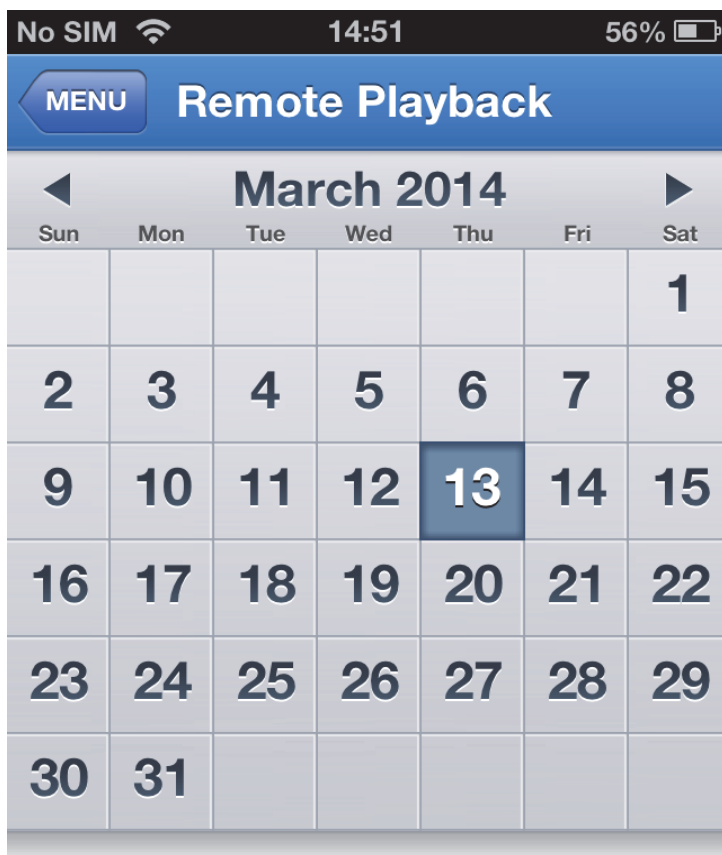 No SIM 14:51 56%
MENU Remote Playback
March 2014
Sun Mon Tue Wed Thu Fri Sat
1
2 3 4 5 6 7 8
9 10 11 12 13 14 15
16 17 18 19 20 21 22
23 24 25 26 27 28 29
30 31